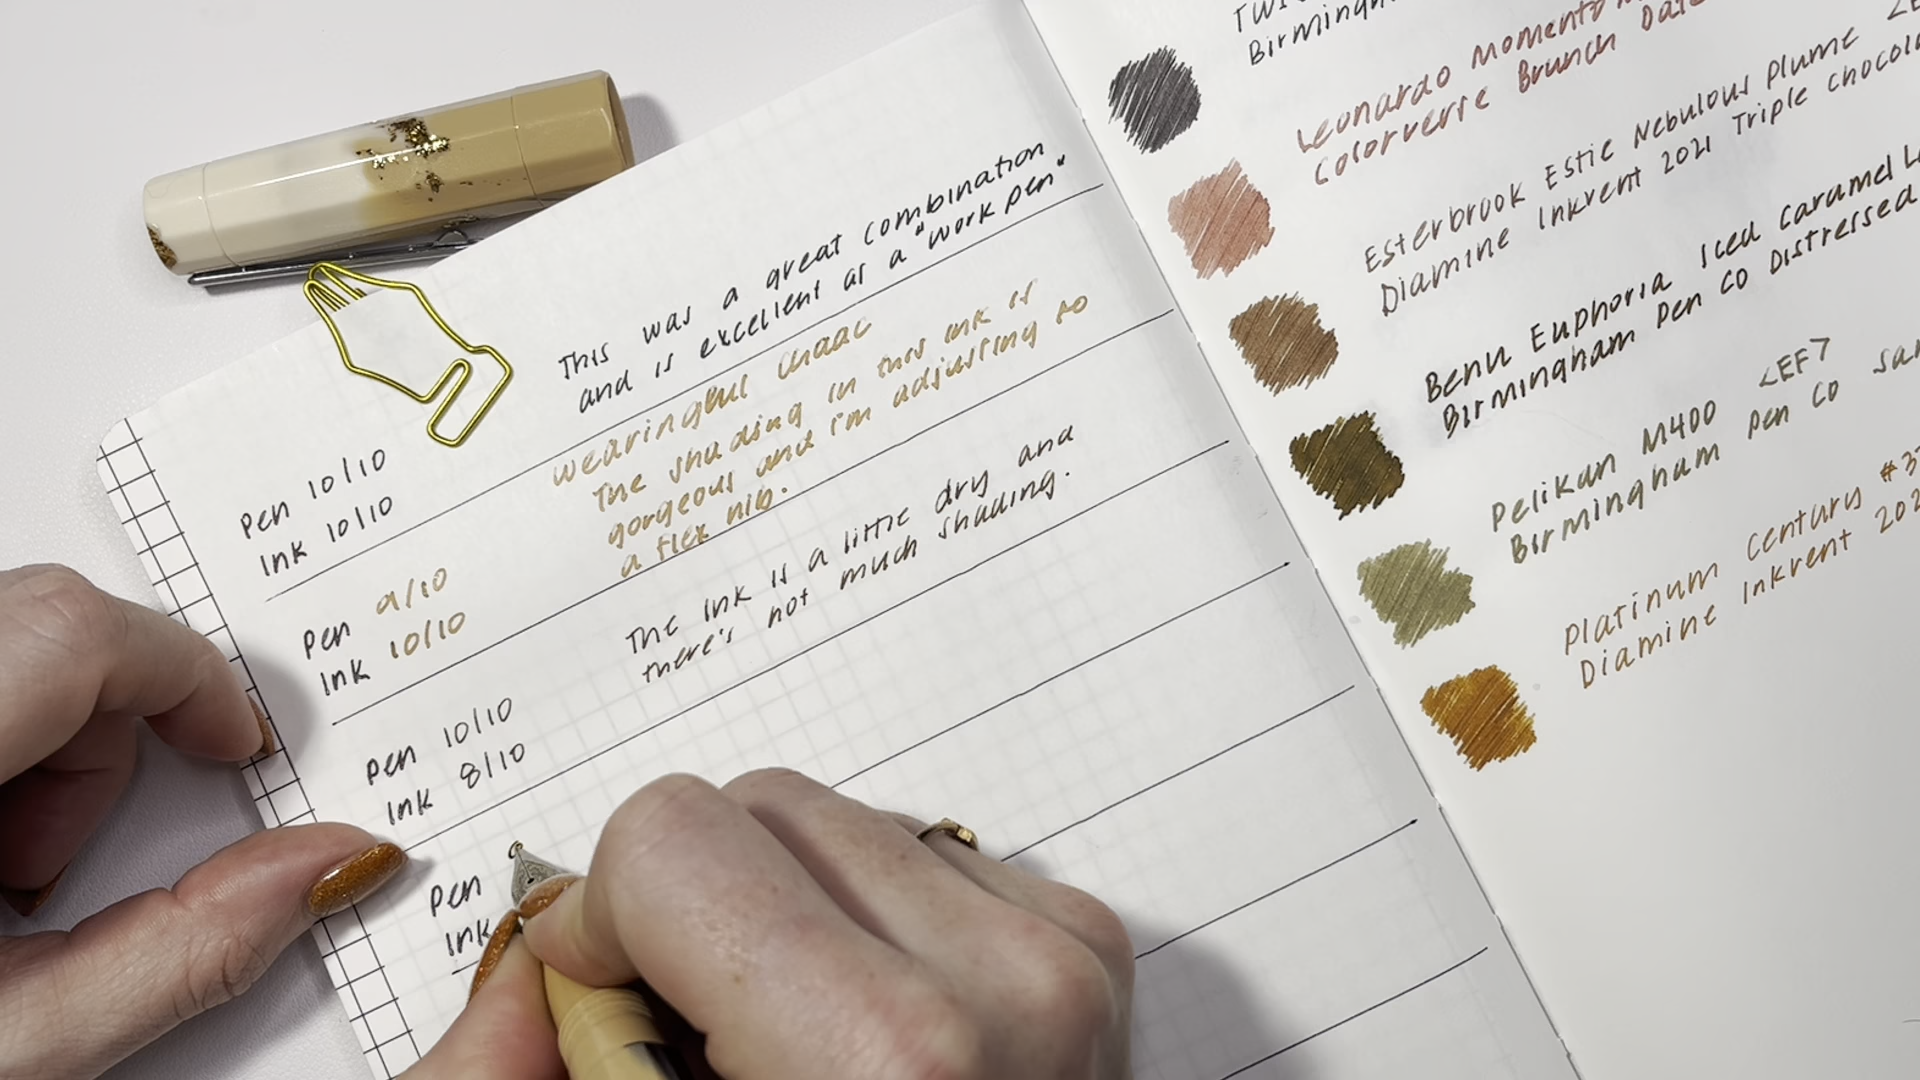 This was a great combination
and is excellent as a "work pen"
Pen 10/10
Ink 10/10
wearingeul
The shading in this ink is
gorgeous and i'm adjusting to
a flex nib.
Pen 9/10
Ink 10/10
The ink is a little dry and
there's not much shading.
Pen 10/10
Ink 8/10
Pen
Ink
Leonardo Momento
Colorverse Brunch Date
Esterbrook Estie Nebulous Plume
Diamine Inkvent 2021 Triple
Benu Euphoria Iced Caramel
Birmingham Pen Co Distressed
Pelikan M400 <EF>
Birmingham Pen Co
Platinum Century
Diamine Inkvent